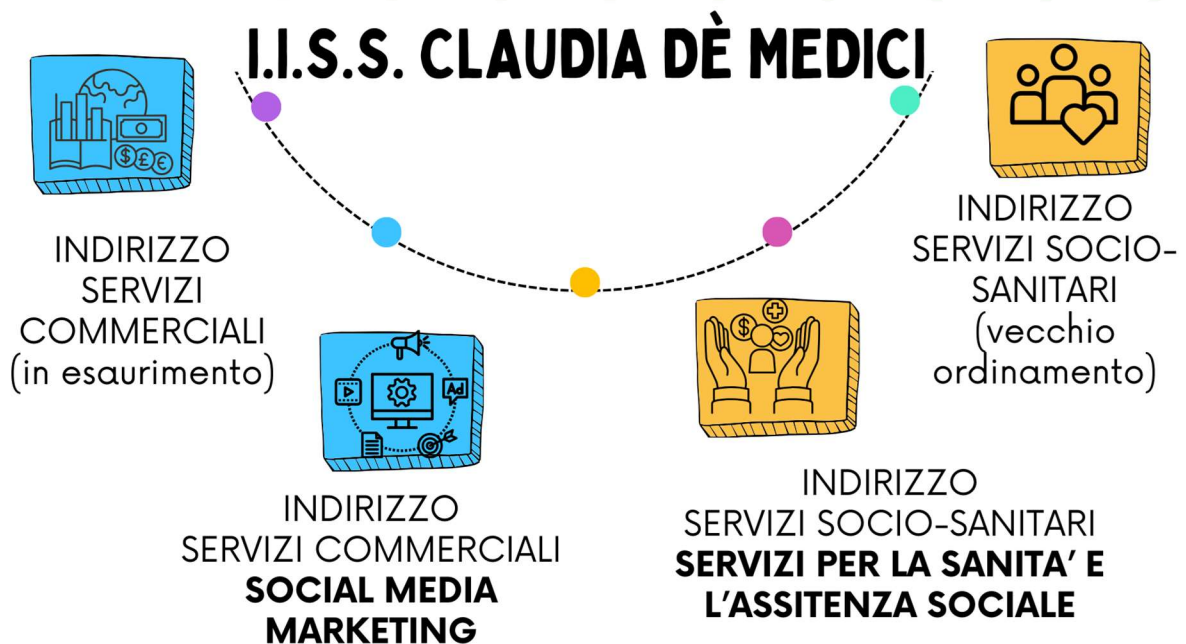 I.I.S.S. CLAUDIA DÈ MEDICI
INDIRIZZO
SERVIZI
COMMERCIALI
(in esaurimento)
INDIRIZZO
SERVIZI COMMERCIALI
SOCIAL MEDIA
MARKETING
Ad
$
INDIRIZZO
SERVIZI SOCIO-SANITARI
SERVIZI PER LA SANITA’ E
L’ASSITENZA SOCIALE
INDIRIZZO
SERVIZI SOCIO-
SANITARI
(vecchio
ordinamento)
$££